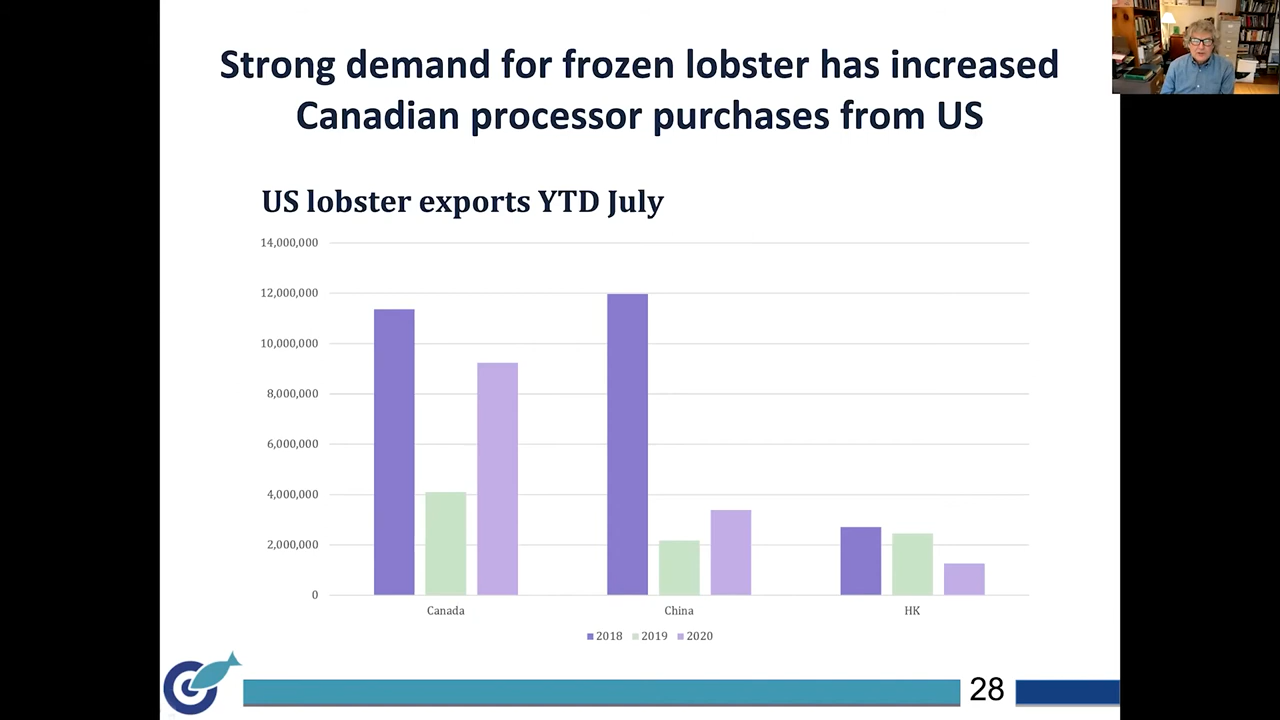 Strong demand for frozen lobster has increased
Canadian processor purchases from US
US lobster exports YTD July
14,000,000
12,000,000
10,000,000
8,000,000
6,000,000
4,000,000
2,000,000
0
Canada China HK
2018 2019 2020
28